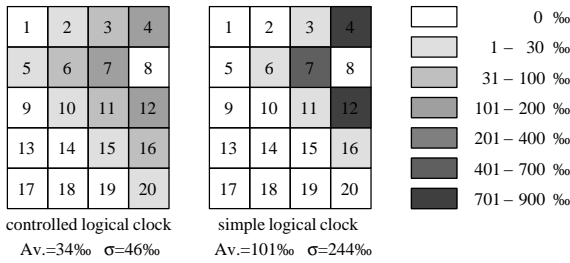 1 2 3 4
5 6 7 8
9 10 11 12
13 14 15 16
17 18 19 20
controlled logical clock
Av.=34‰ σ=46‰
1 2 3 4
5 6 7 8
9 10 11 12
13 14 15 16
17 18 19 20
simple logical clock
Av.=101‰ σ=244‰
0 ‰
1 – 30 ‰
31 – 100 ‰
101 – 200 ‰
201 – 400 ‰
401 – 700 ‰
701 – 900 ‰